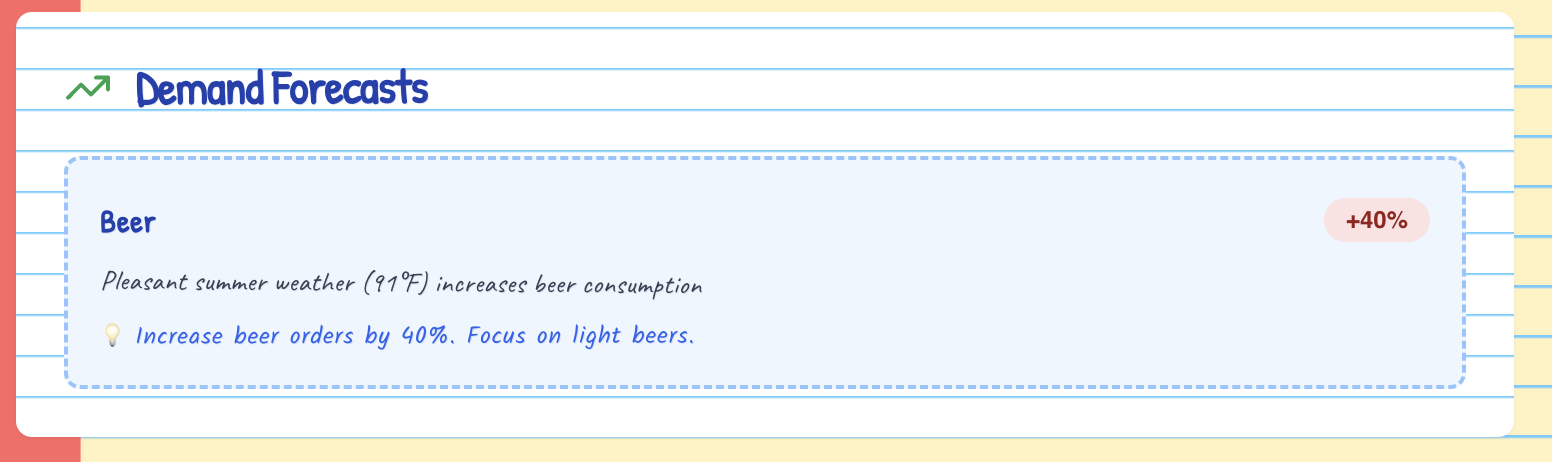 Demand Forecasts
Beer
+40%
Pleasant summer weather (91°F) increases beer consumption
Increase beer orders by 40%. Focus on light beers.